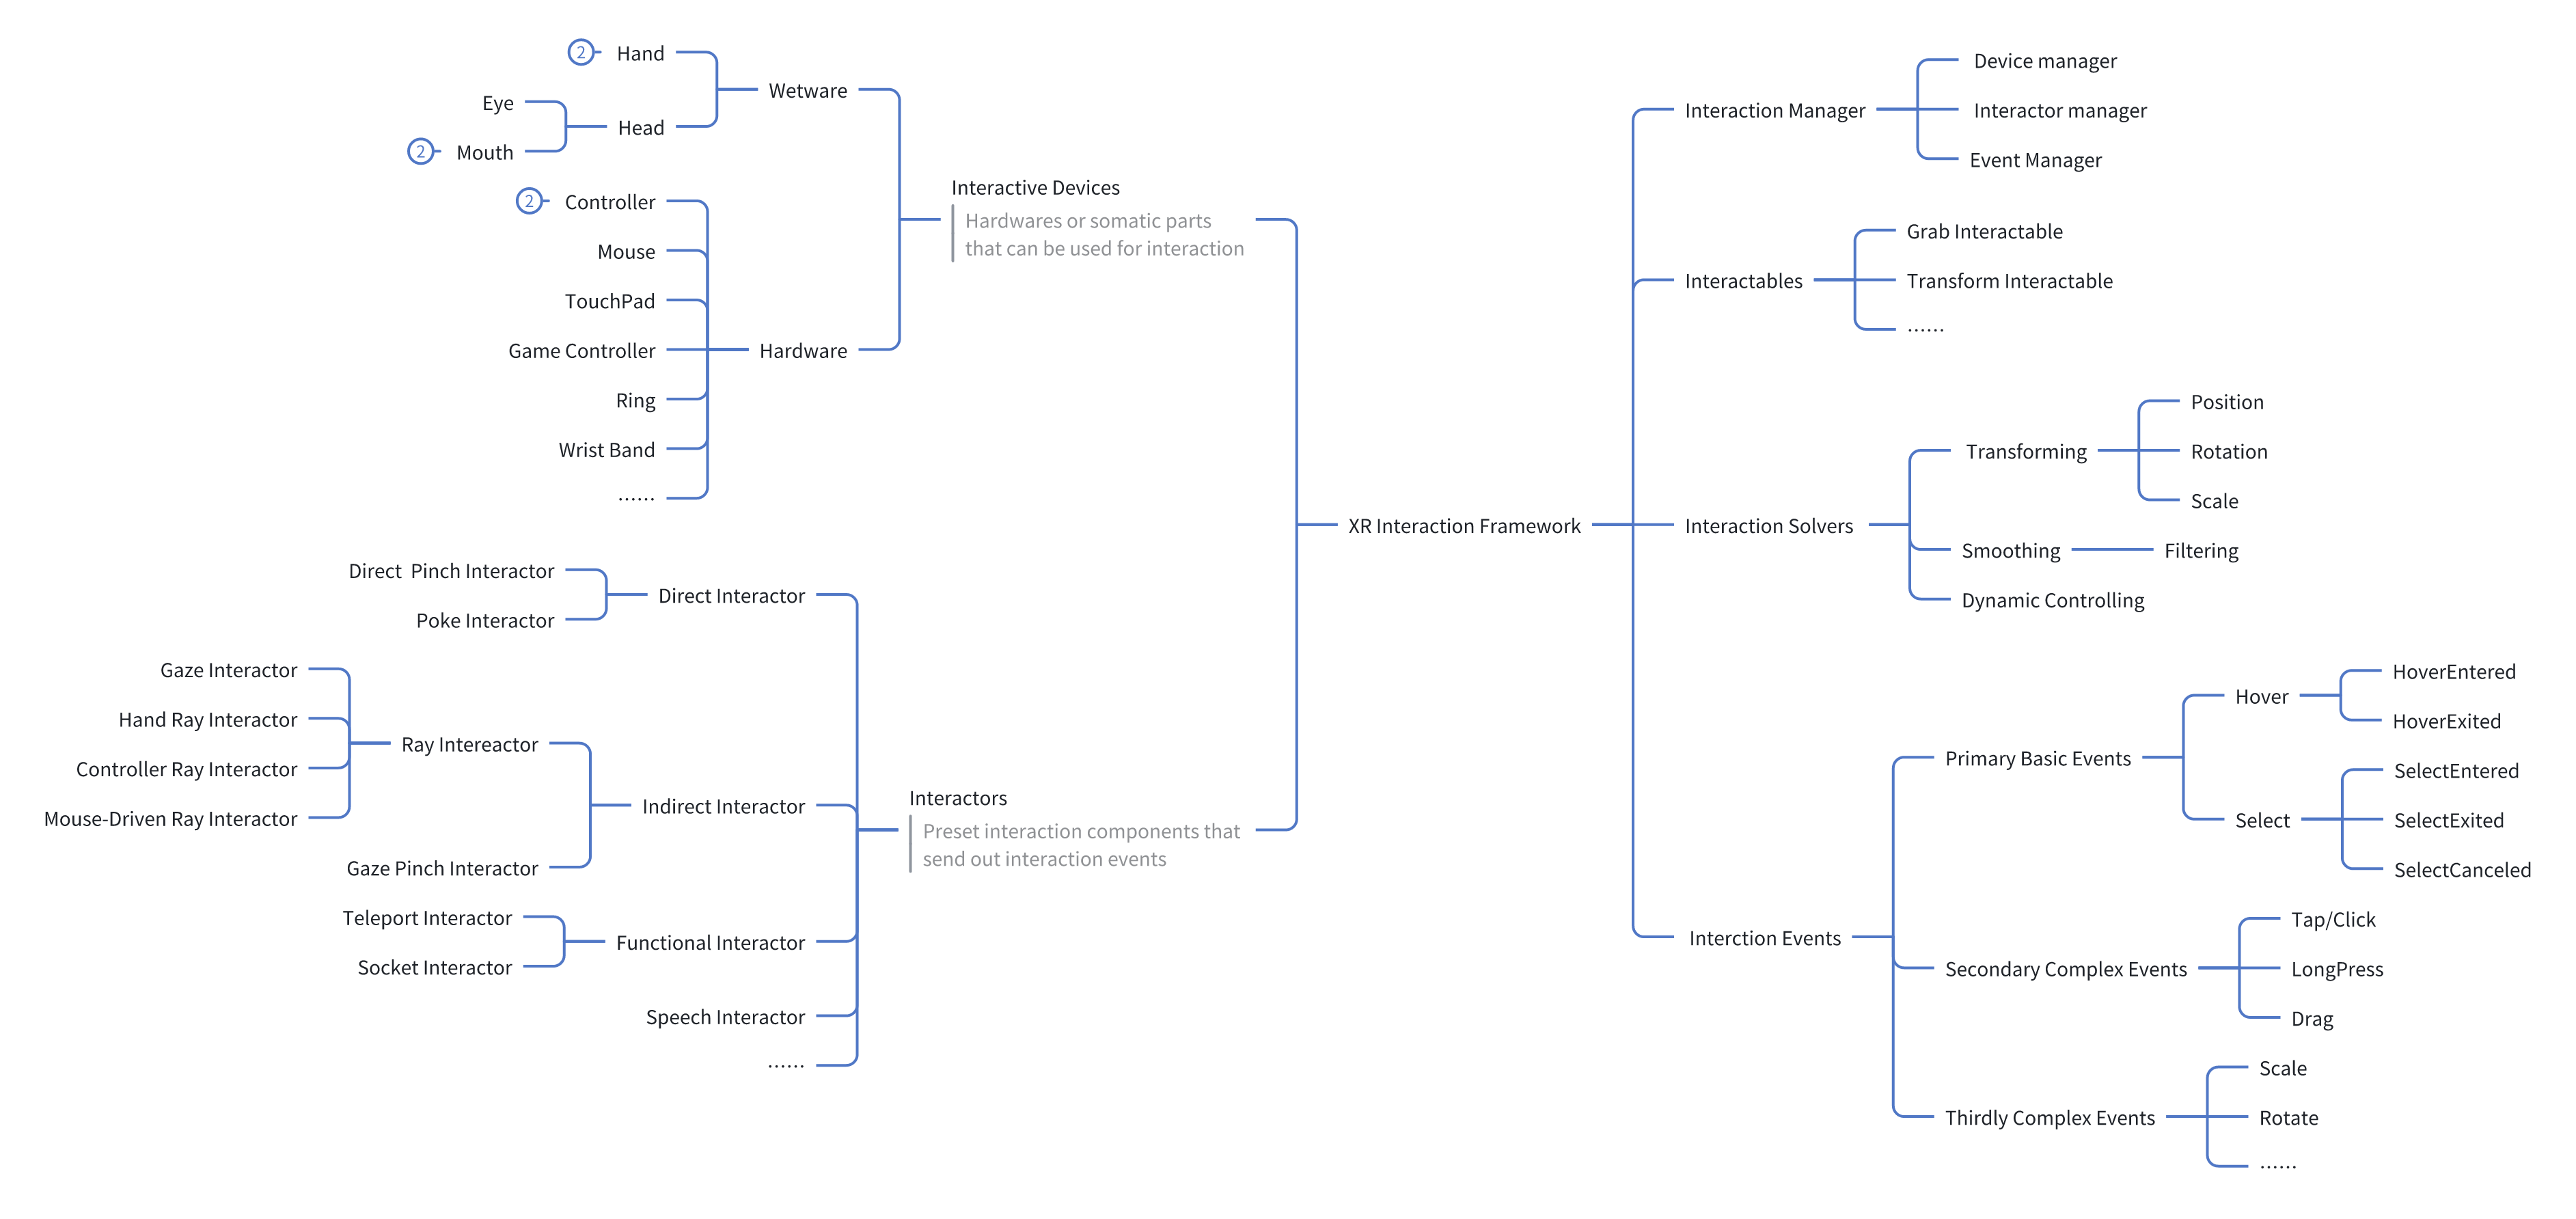 2
Hand
Eye
Head
2
Mouth
Wetware
2
Controller
Mouse
TouchPad
Game Controller
Ring
Wrist Band
……
Hardware
Interactive Devices
Hardwares or somatic parts
that can be used for interaction
Direct  Pinch Interactor
Poke Interactor
Direct Interactor
Gaze Interactor
Hand Ray Interactor
Controller Ray Interactor
Mouse-Driven Ray Interactor
Ray Intereactor
Gaze Pinch Interactor
Indirect Interactor
Teleport Interactor
Socket Interactor
Functional Interactor
Speech Interactor
……
Interactors
Preset interaction components that
send out interaction events
XR Interaction Framework
Interaction Manager
Device manager
Interactor manager
Event Manager
Interactables
Grab Interactable
Transform Interactable
……
Interaction Solvers
Transforming
Position
Rotation
Scale
Smoothing
Filtering
Dynamic Controlling
Interction Events
Primary Basic Events
Hover
HoverEntered
HoverExited
Select
SelectEntered
SelectExited
SelectCanceled
Secondary Complex Events
Tap/Click
LongPress
Drag
Thirdly Complex Events
Scale
Rotate
……